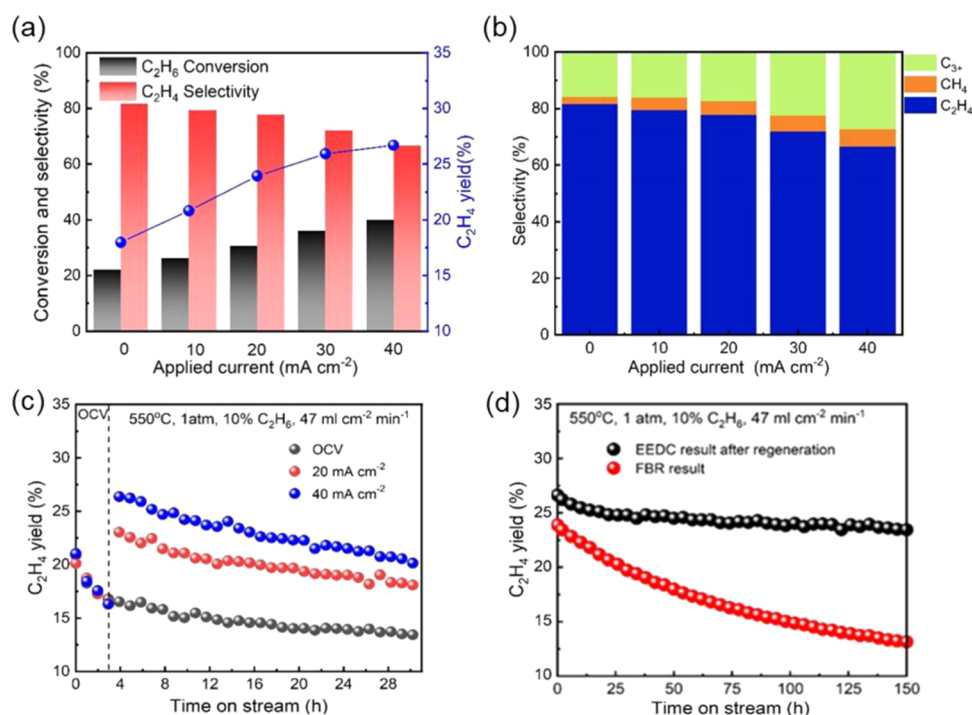 (a)
C₂H₆ Conversion
C₂H₄ Selectivity
Conversion and selectivity (%)
100
80
60
40
20
0
35
30
25
20
15
10
C₂H₄ yield(%)
0 10 20 30 40
Applied current (mA cm⁻²)
(b)
C₃₊
CH₄
C₂H₄
Selectivity (%)
100
80
60
40
20
0
0 10 20 30 40
Applied current (mA cm⁻²)
(c)
OCV
550°C, 1atm, 10% C₂H₆, 47 ml cm⁻² min⁻¹
OCV
20 mA cm⁻²
40 mA cm⁻²
C₂H₄ yield (%)
35
30
25
20
15
10
0 4 8 12 16 20 24 28
Time on stream (h)
(d)
550°C, 1 atm, 10% C₂H₆, 47 ml cm⁻² min⁻¹
EEDC result after regeneration
FBR result
C₂H₄ yield (%)
35
30
25
20
15
10
0 25 50 75 100 125 150
Time on stream (h)